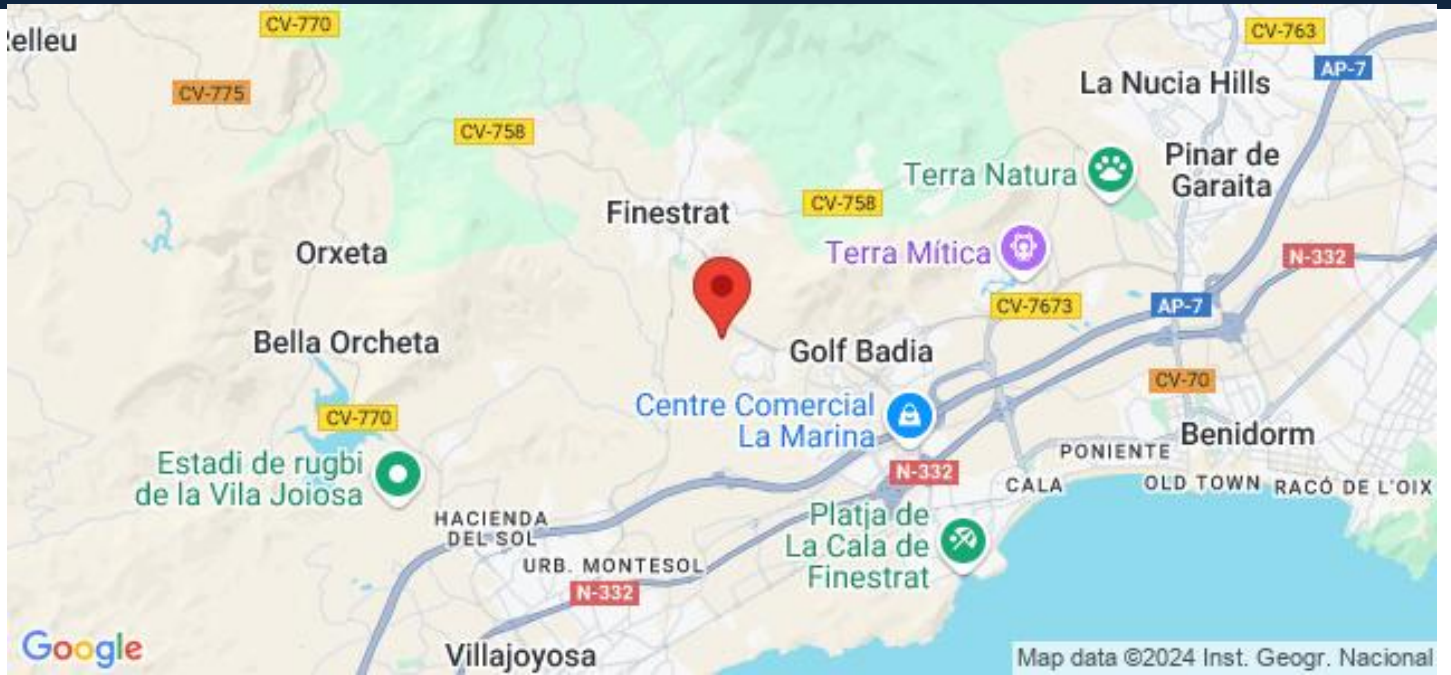 elleu
CV-770
CV-763
AP-7
La Nucia Hills
CV-775
CV-758
Pinar de
Garaita
Terra Natura
CV-758
Finestrat
Orxeta
Terra Mítica
N-332
CV-7673
AP-7
Bella Orcheta
Golf Badia
CV-70
Centre Comercial
La Marina
CV-770
Benidorm
PONIENTE
Estadi de rugbi
de la Vila Joiosa
N-332
CALA
OLD TOWN
RACÓ DE L'OIX
HACIENDA
DEL SOL
Platja de
La Cala de
Finestrat
URB. MONTESOL
N-332
Villajoyosa
Google
Map data ©2024 Inst. Geogr. Nacional